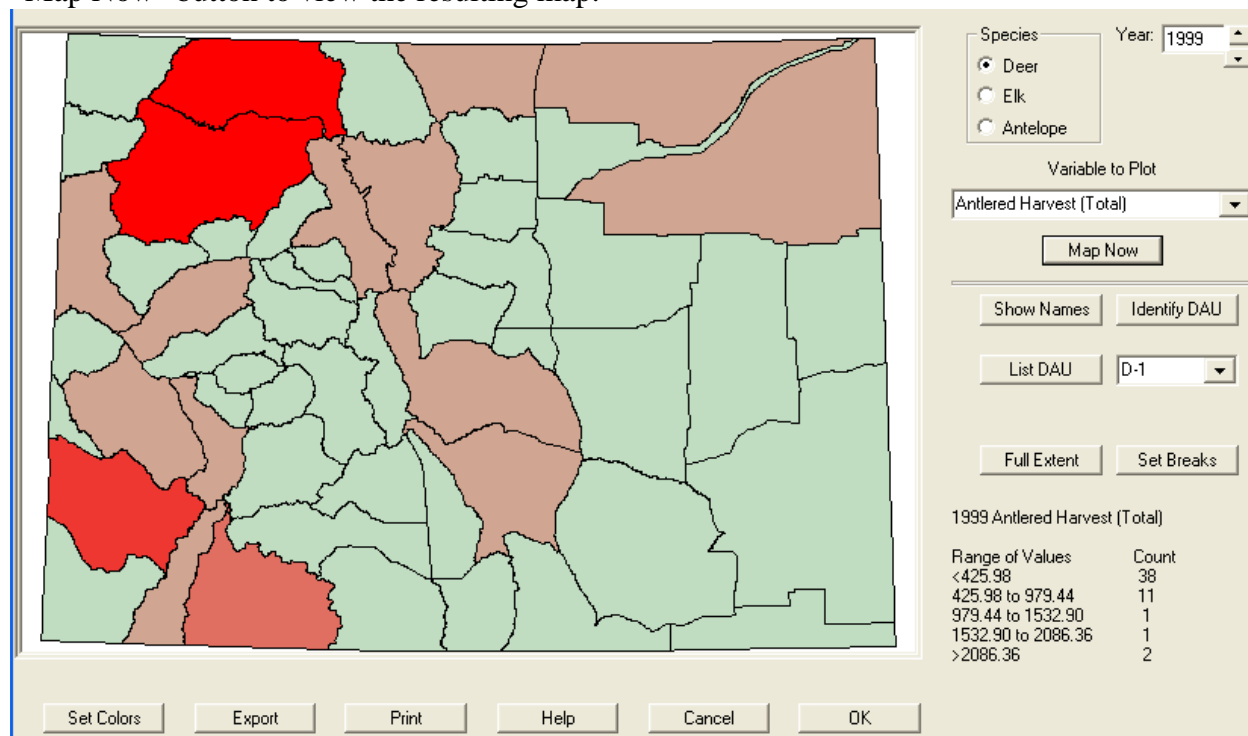 "Map Now" button to view the resulting map.
Species
Year: 1999
Deer
Elk
Antelope
Variable to Plot
Antlered Harvest (Total)
Map Now
Show Names Identify DAU
List DAU D-1
Full Extent Set Breaks
1999 Antlered Harvest (Total)
Range of Values Count
<425.98 38
425.98 to 979.44 11
979.44 to 1532.90 1
1532.90 to 2086.36 1
>2086.36 2
Set Colors Export Print Help Cancel OK